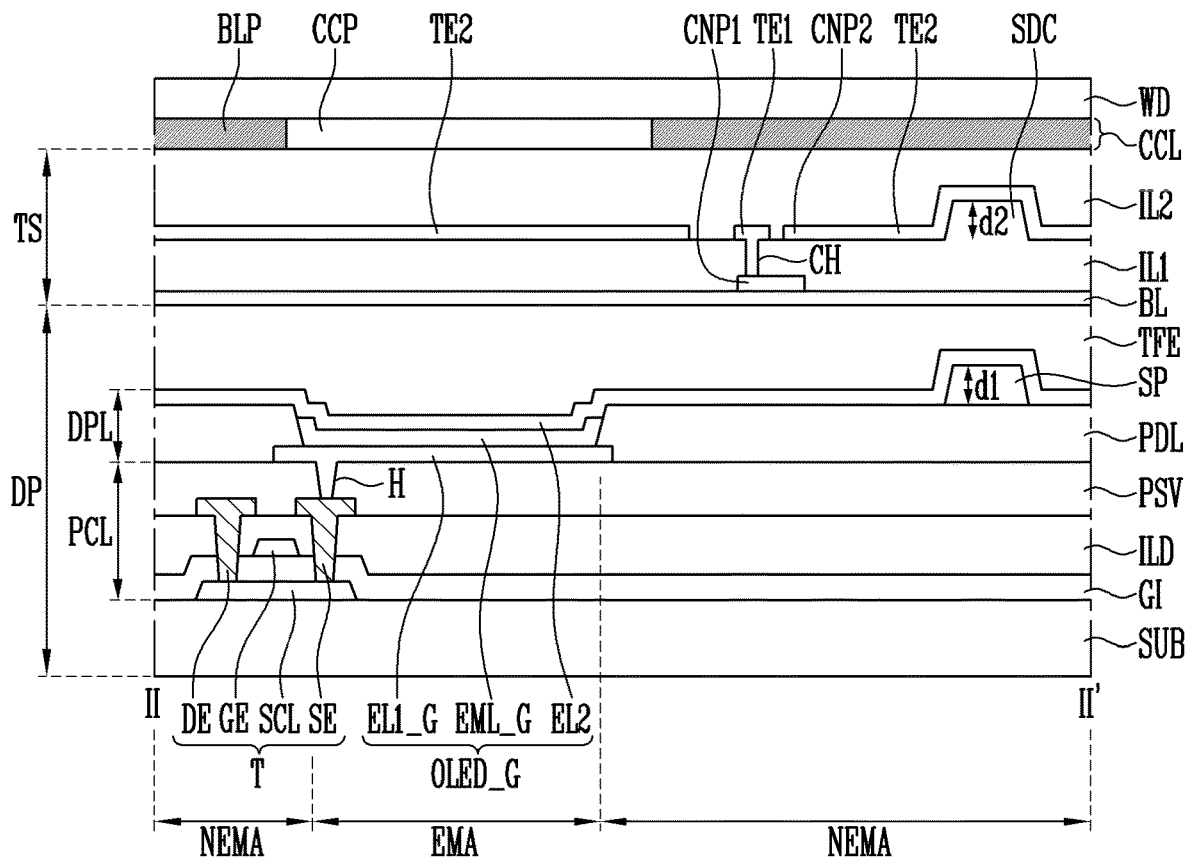 BLP CCP TE2 CNP1 TE1 CNP2 TE2 SDC
WD
CCL
TS
d2
IL2
CH
IL1
BL
TFE
d1
SP
DPL
PDL
DP
H
PSV
PCL
ILD
GI
SUB
II
II'
DE GE SCL SE EL1_G EML_G EL2
T OLED_G
NEMA EMA NEMA